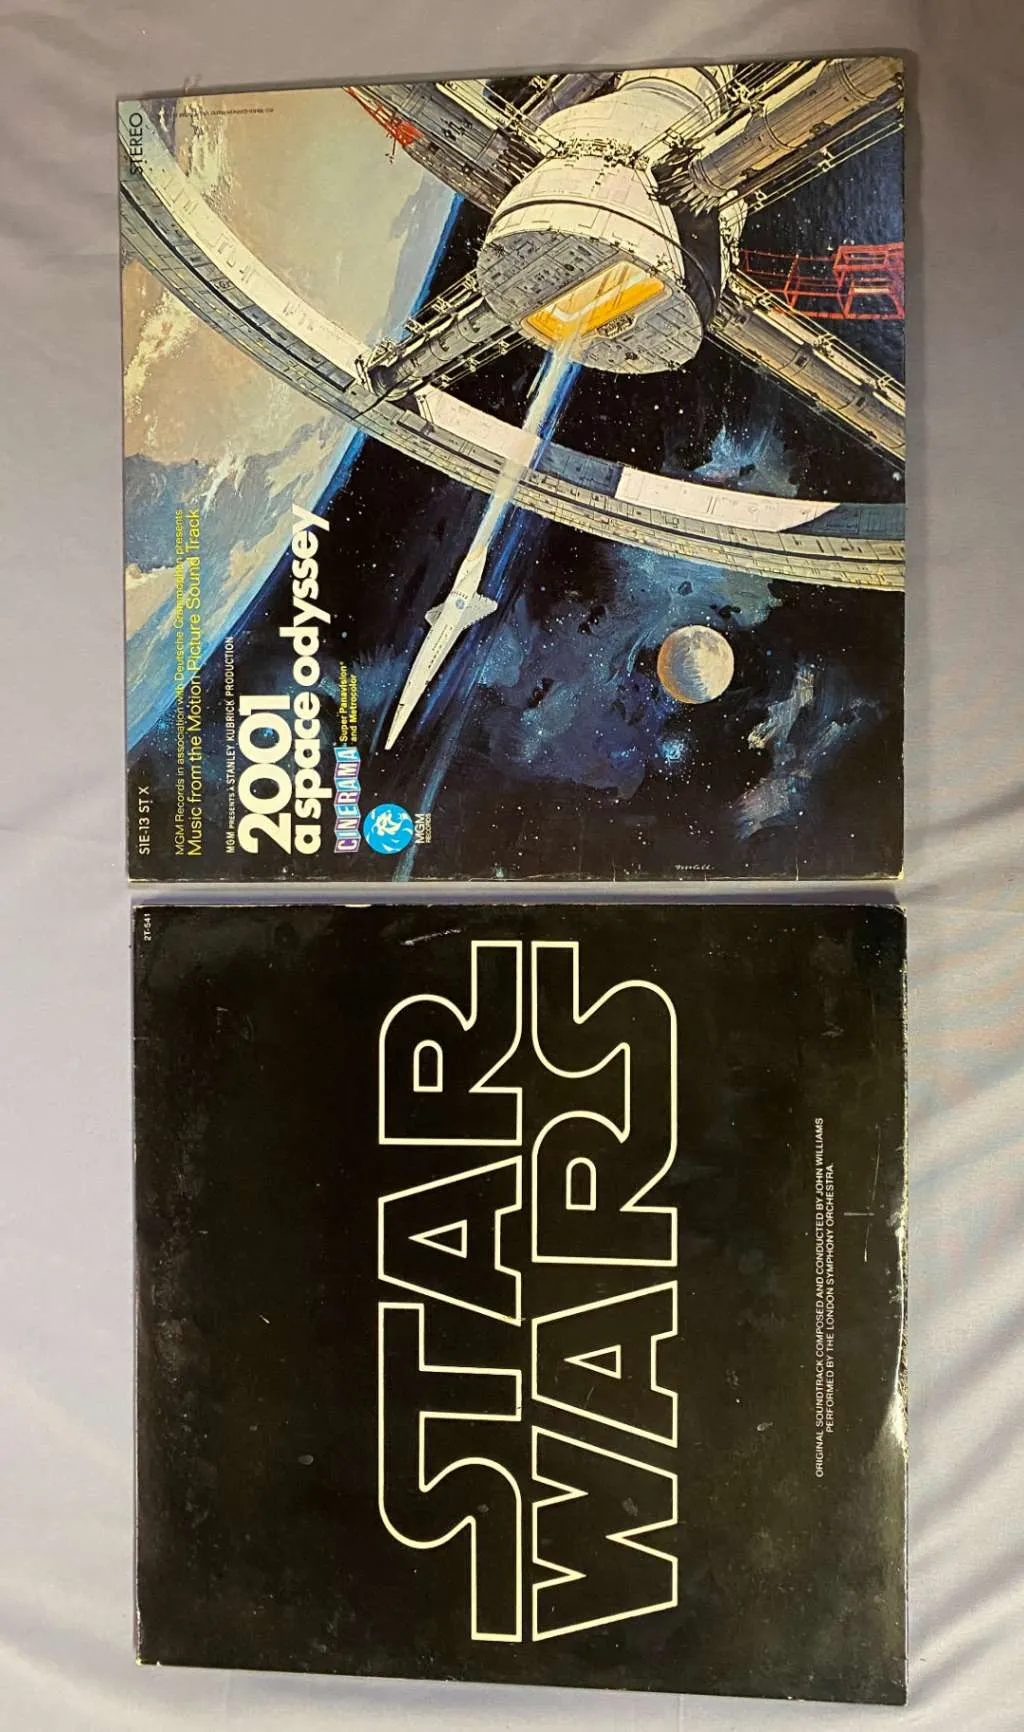 STEREO
S1E-13 ST X
MGM Records in association with Deutsche Grammophon presents
Music from the Motion Picture Sound Track
MGM PRESENTS A STANLEY KUBRICK PRODUCTION
2001
a space odyssey
CINERAMA
Super Panavision®
and Metrocolor
MGM
RECORDS
2T-541
STAR
WARS
ORIGINAL SOUNDTRACK COMPOSED AND CONDUCTED BY JOHN WILLIAMS
PERFORMED BY THE LONDON SYMPHONY ORCHESTRA.